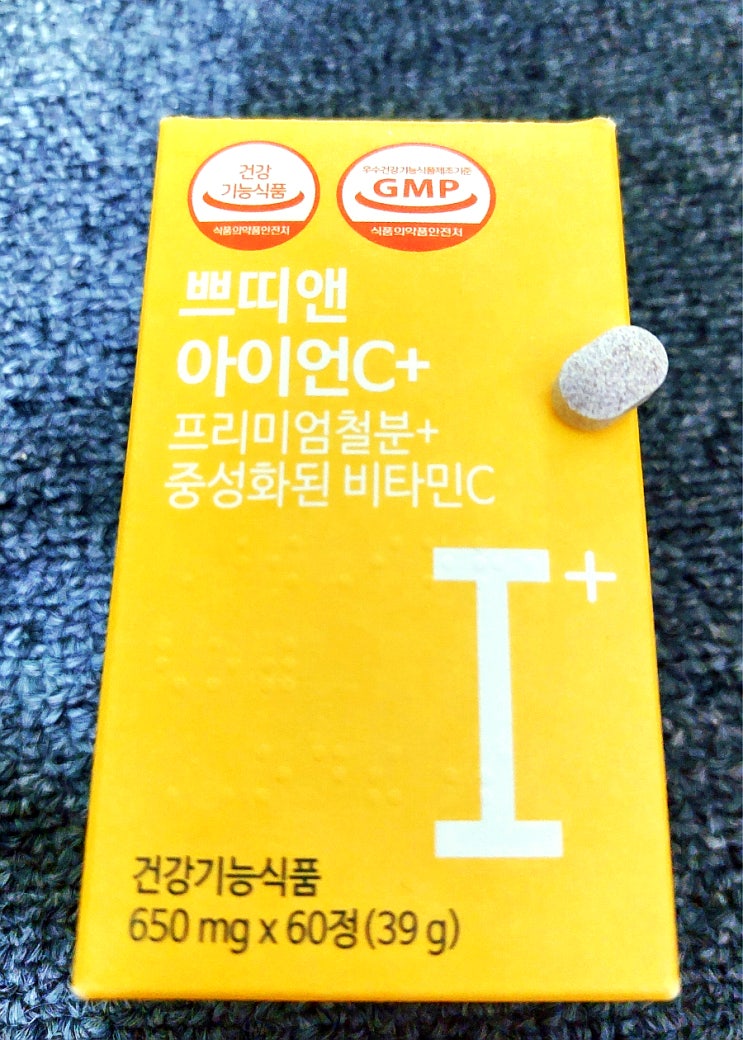 건강
기능식품
식품의약품안전처
우수건강기능식품제조기준
GMP
식품의약품안전처
쁘띠앤
아이언C+
프리미엄철분+
중성화된 비타민C
I+
건강기능식품
650 mg x 60정(39 g)